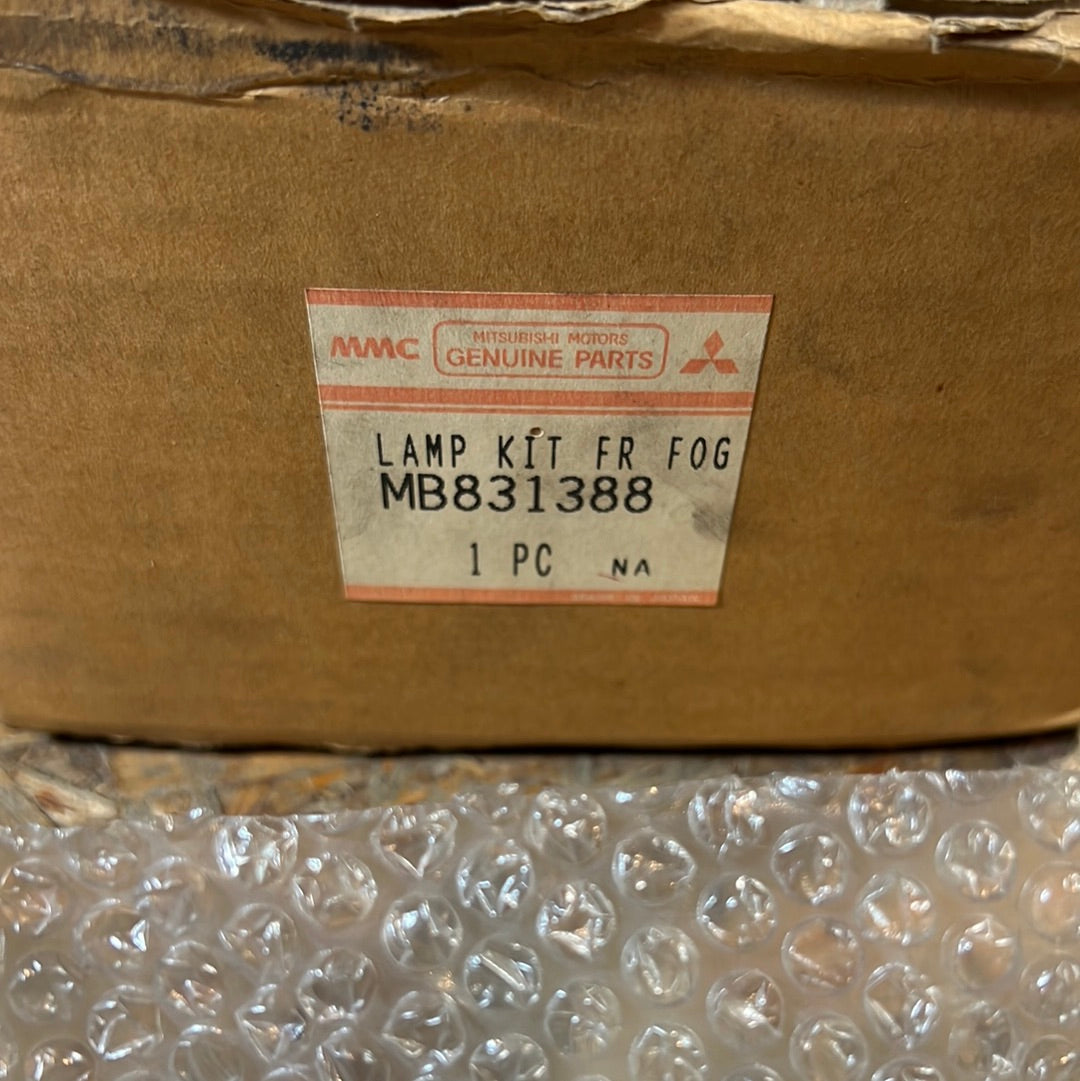 MMC
MITSUBISHI MOTORS
GENUINE PARTS
LAMP KIT FR FOG
MB831388
1 PC NA